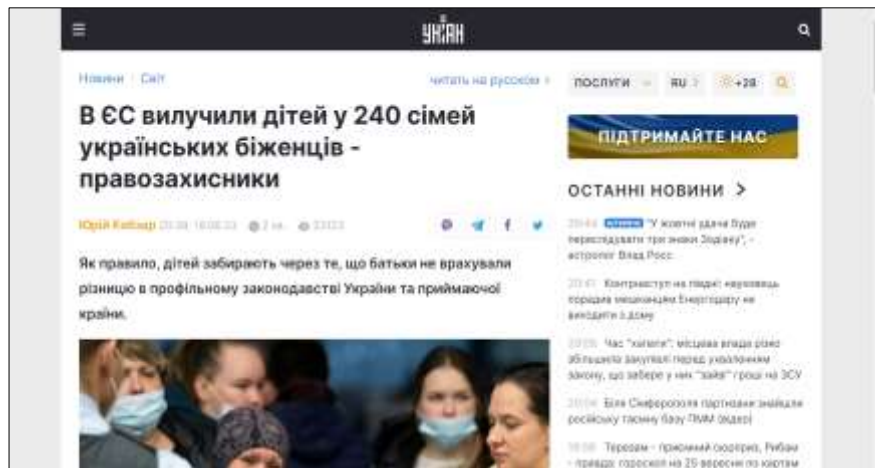 УНІАН
Новини Світ
читать на русском
В ЄС вилучили дітей у 240 сімей
українських біженців -
правозахисники
Юрій Кобзар
2 хв.
Як правило, дітей забирають через те, що батьки не врахували
різницю в профільному законодавстві України та приймаючої
країни.
ПОСЛУГИ RU +28
ПІДТРИМАЙТЕ НАС
ОСТАННІ НОВИНИ
"У жовтні удача буде
переслідувати три знаки Зодіаку", -
астролог Влад Росс
Контрнаступ на півдні: науковець
порадив мешканцям Енергодару не
виходити з дому
Час "хапати": місцева влада різко
збільшила закупівлі перед ухваленням
закону, що забере у них "зайві" гроші на ЗСУ
Біля Сімферополя партизани знайшли
російську таємну базу ПММ (відео)
Терезам - приємний сюрприз, Рибам
- правда: гороскоп на 25 вересня по картам